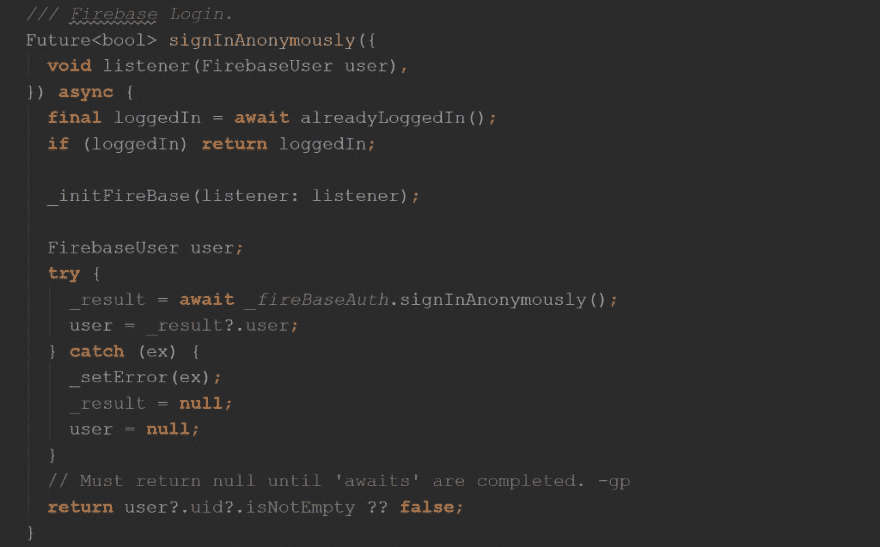 /// Firebase Login.
Future<bool> signInAnonymously({
  void listener(FirebaseUser user),
}) async {
  final loggedIn = await alreadyLoggedIn();
  if (loggedIn) return loggedIn;

  _initFireBase(listener: listener);

  FirebaseUser user;
  try {
    _result = await _fireBaseAuth.signInAnonymously();
    user = _result?.user;
  } catch (ex) {
    _setError(ex);
    _result = null;
    user = null;
  }
  // Must return null until 'awaits' are completed. -gp
  return user?.uid?.isNotEmpty ?? false;
}